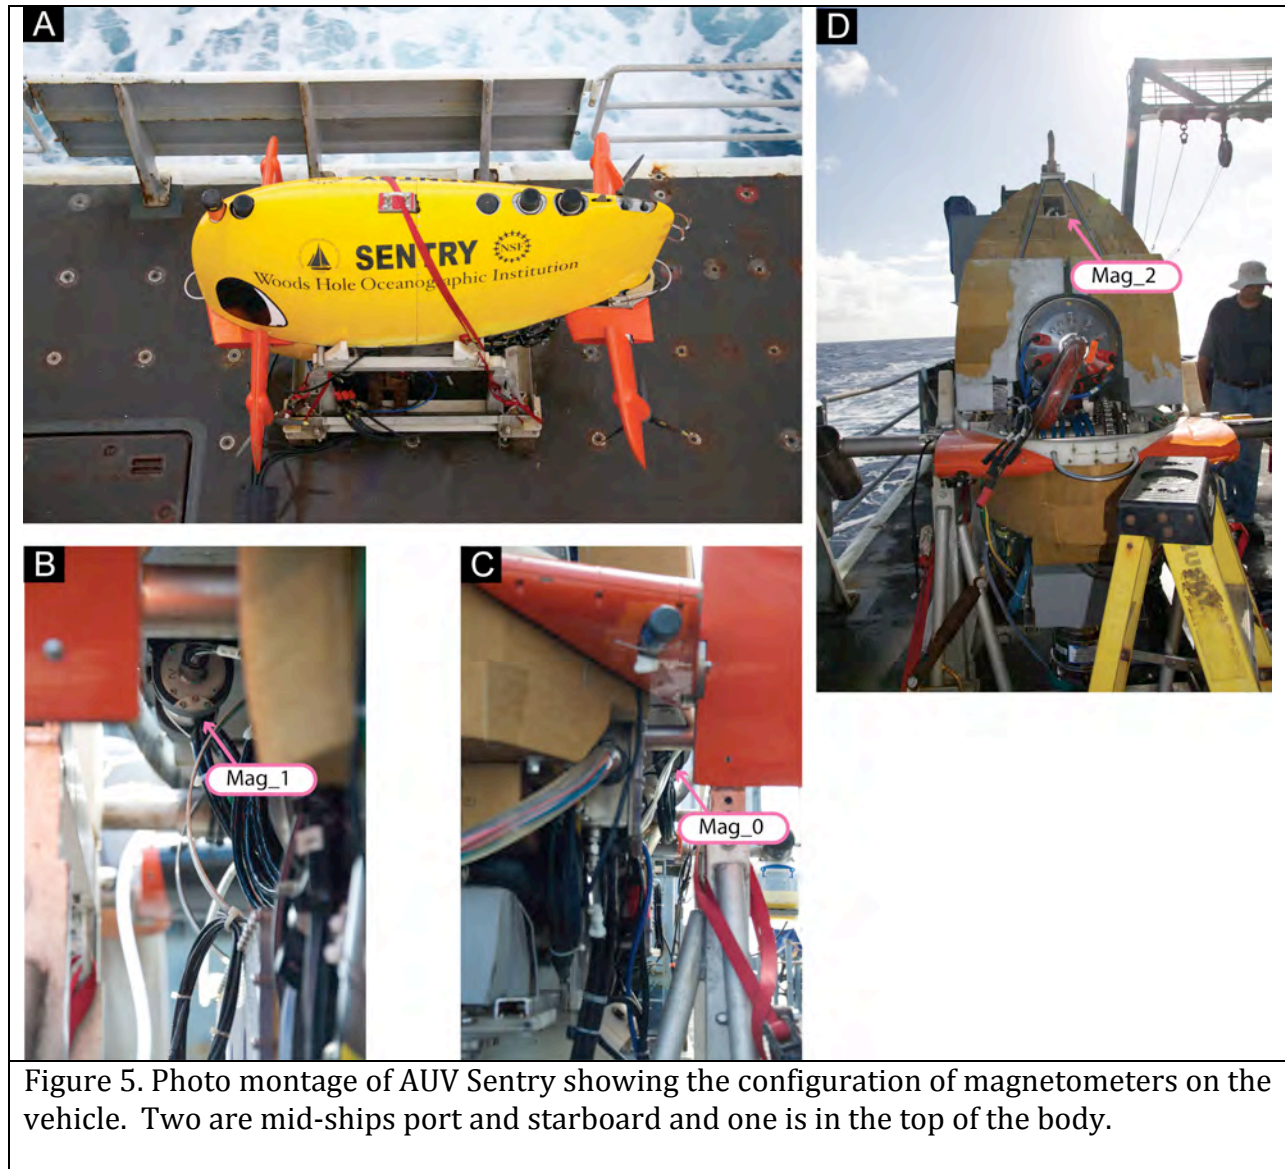 A
SENTRY
NSF
Woods Hole Oceanographic Institution
D
Mag_2
B
Mag_1
C
Mag_0
Figure 5. Photo montage of AUV Sentry showing the configuration of magnetometers on the
vehicle.  Two are mid-ships port and starboard and one is in the top of the body.